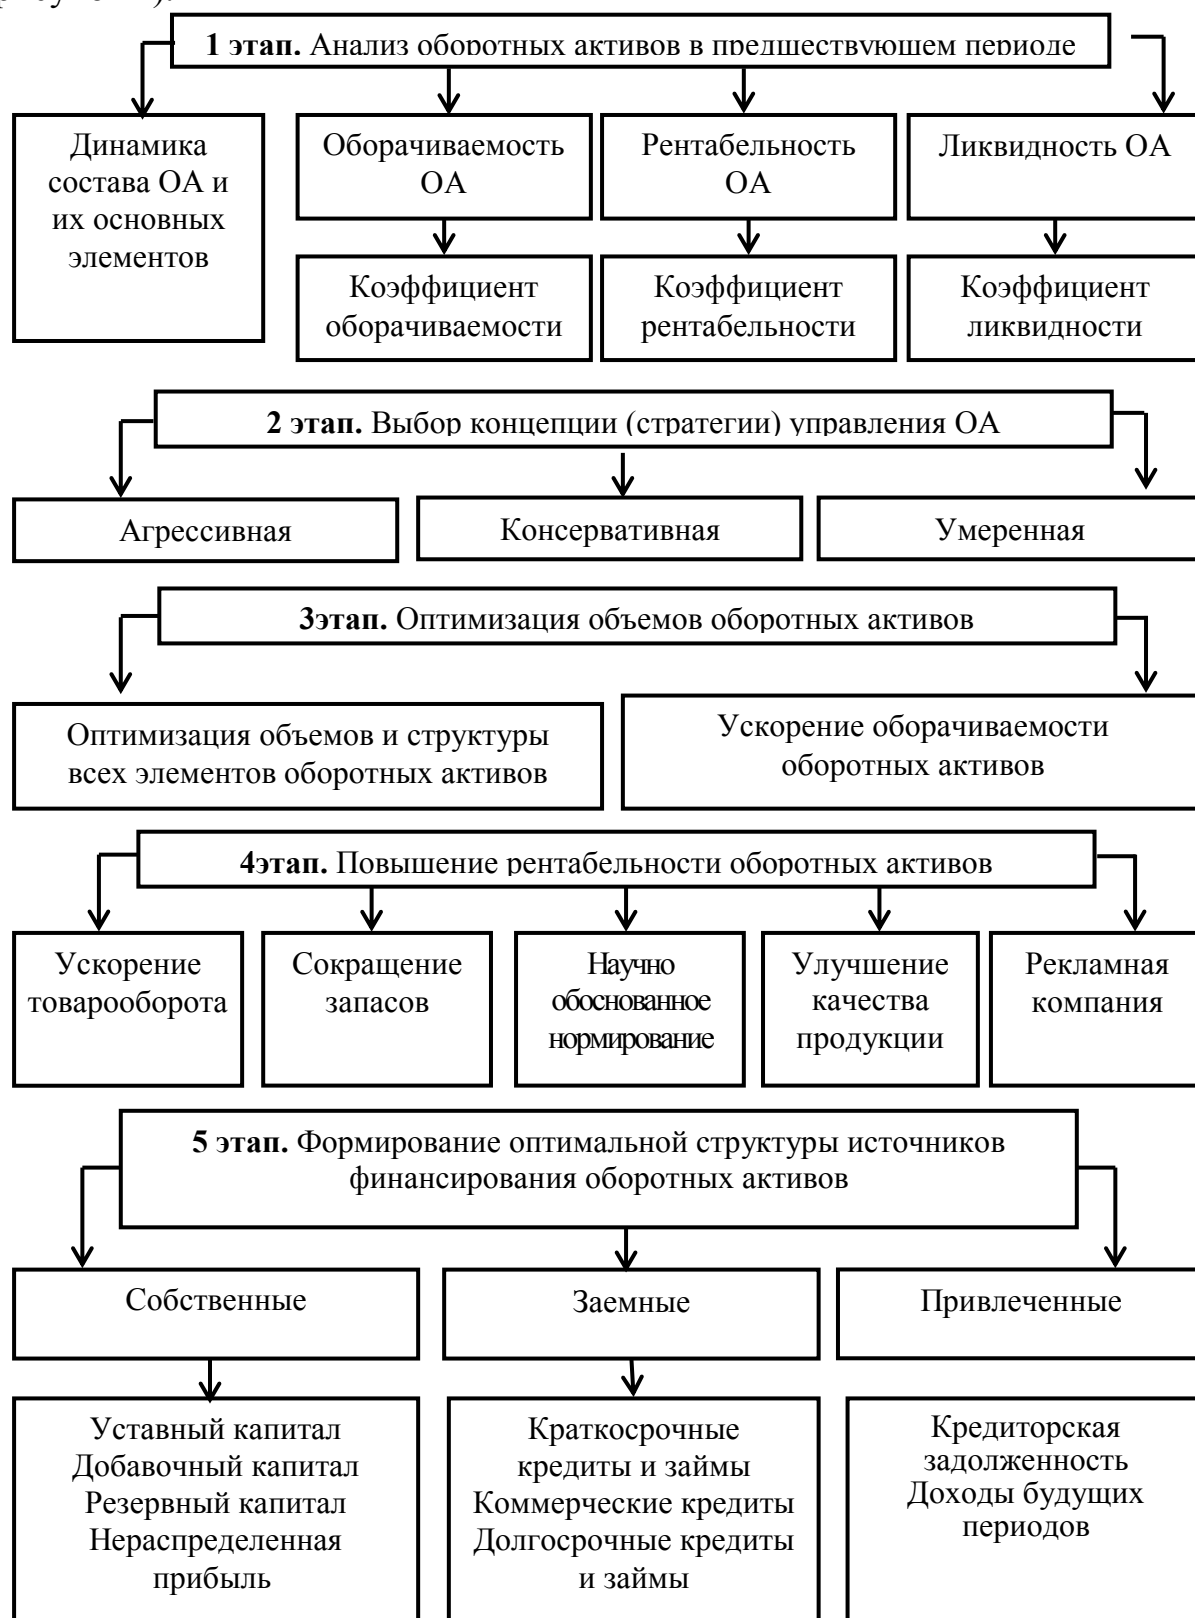 1 этап. Анализ оборотных активов в предшествующем периоде
Динамика
состава ОА и
их основных
элементов
Оборачиваемость
ОА
Рентабельность
ОА
Ликвидность ОА
Коэффициент
оборачиваемости
Коэффициент
рентабельности
Коэффициент
ликвидности
2 этап. Выбор концепции (стратегии) управления ОА
Агрессивная
Консервативная
Умеренная
3этап. Оптимизация объемов оборотных активов
Оптимизация объемов и структуры
всех элементов оборотных активов
Ускорение оборачиваемости
оборотных активов
4этап. Повышение рентабельности оборотных активов
Ускорение
товарооборота
Сокращение
запасов
Научно
обоснованное
нормирование
Улучшение
качества
продукции
Рекламная
компания
5 этап. Формирование оптимальной структуры источников
финансирования оборотных активов
Собственные
Заемные
Привлеченные
Уставный капитал
Добавочный капитал
Резервный капитал
Нераспределенная
прибыль
Краткосрочные
кредиты и займы
Коммерческие кредиты
Долгосрочные кредиты
и займы
Кредиторская
задолженность
Доходы будущих
периодов